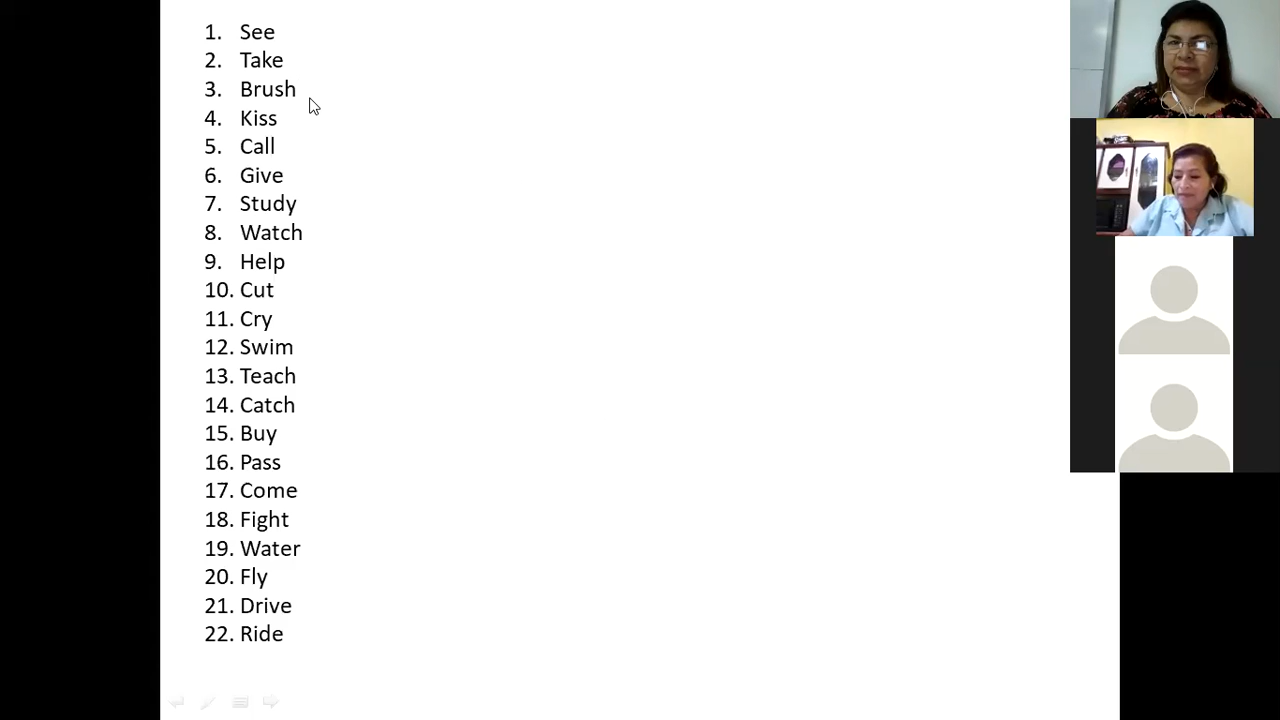 1. See
2. Take
3. Brush
4. Kiss
5. Call
6. Give
7. Study
8. Watch
9. Help
10. Cut
11. Cry
12. Swim
13. Teach
14. Catch
15. Buy
16. Pass
17. Come
18. Fight
19. Water
20. Fly
21. Drive
22. Ride